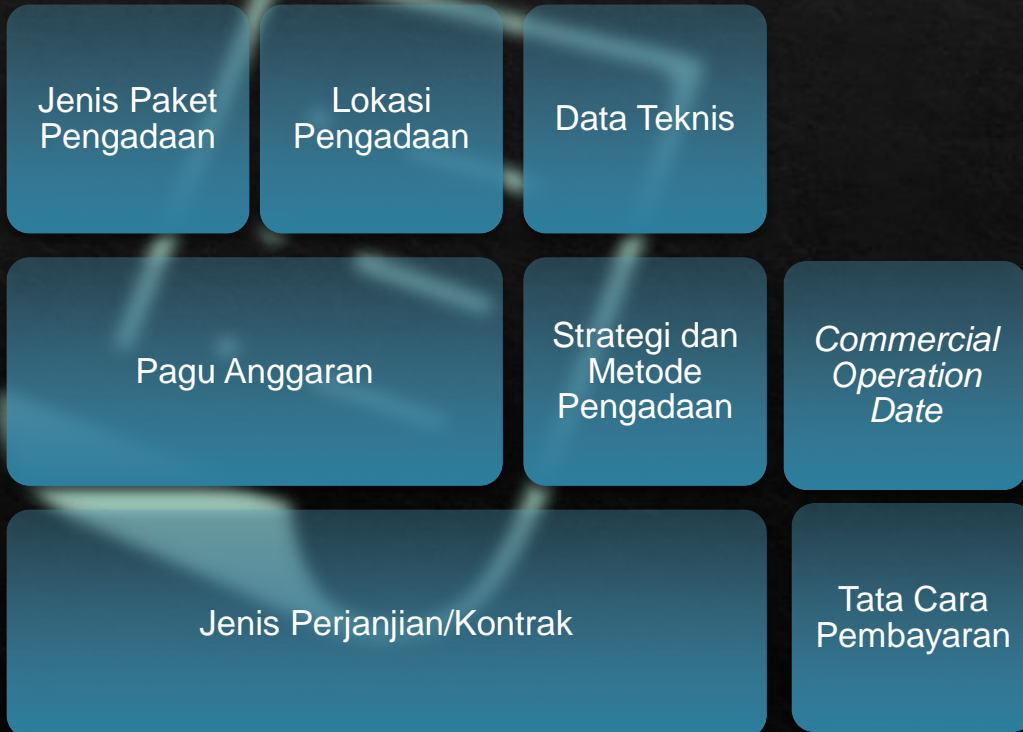 Jenis Paket
Pengadaan
Lokasi
Pengadaan
Data Teknis
Pagu Anggaran
Strategi dan
Metode
Pengadaan
Commercial
Operation
Date
Jenis Perjanjian/Kontrak
Tata Cara
Pembayaran